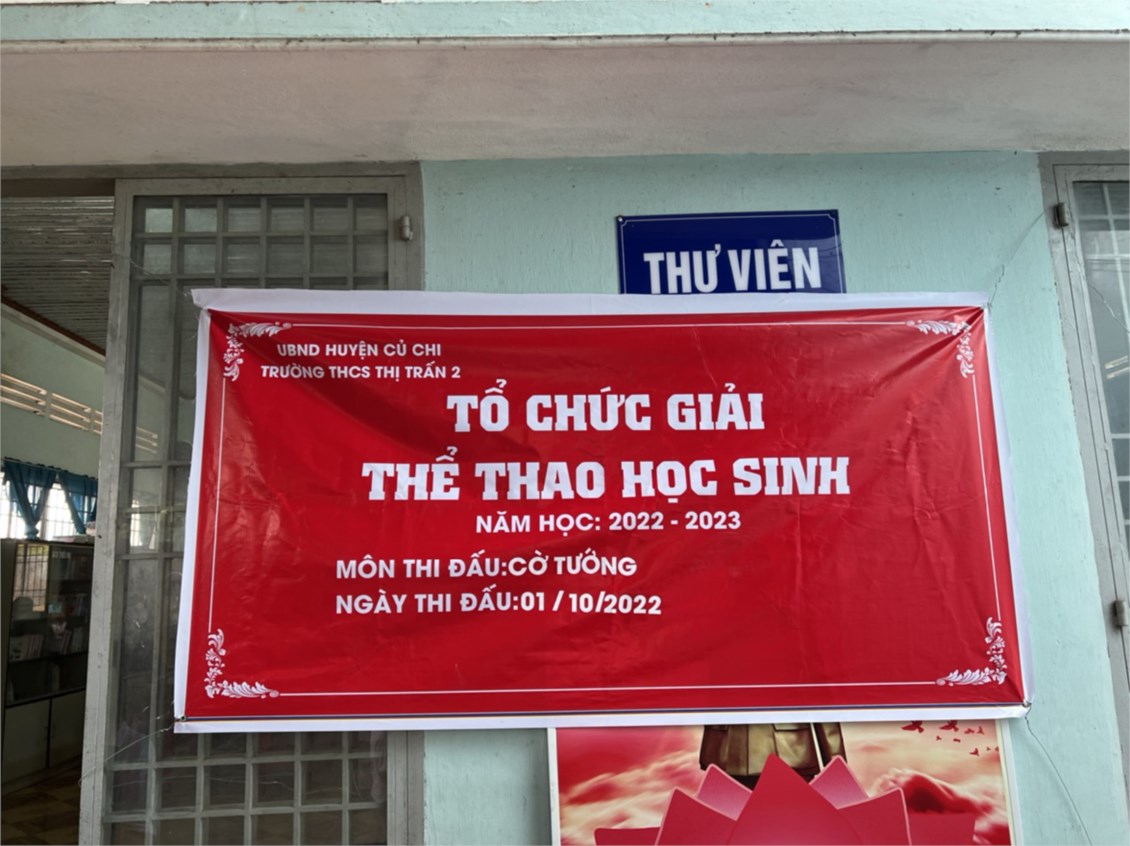 THƯ VIÊN
UBND HUYỆN CỦ CHI
TRƯỜNG THCS THỊ TRẤN 2
TỔ CHỨC GIẢI
THỂ THAO HỌC SINH
NĂM HỌC: 2022 - 2023
MÔN THI ĐẤU:CỜ TƯỚNG
NGÀY THI ĐẤU:01 / 10/2022